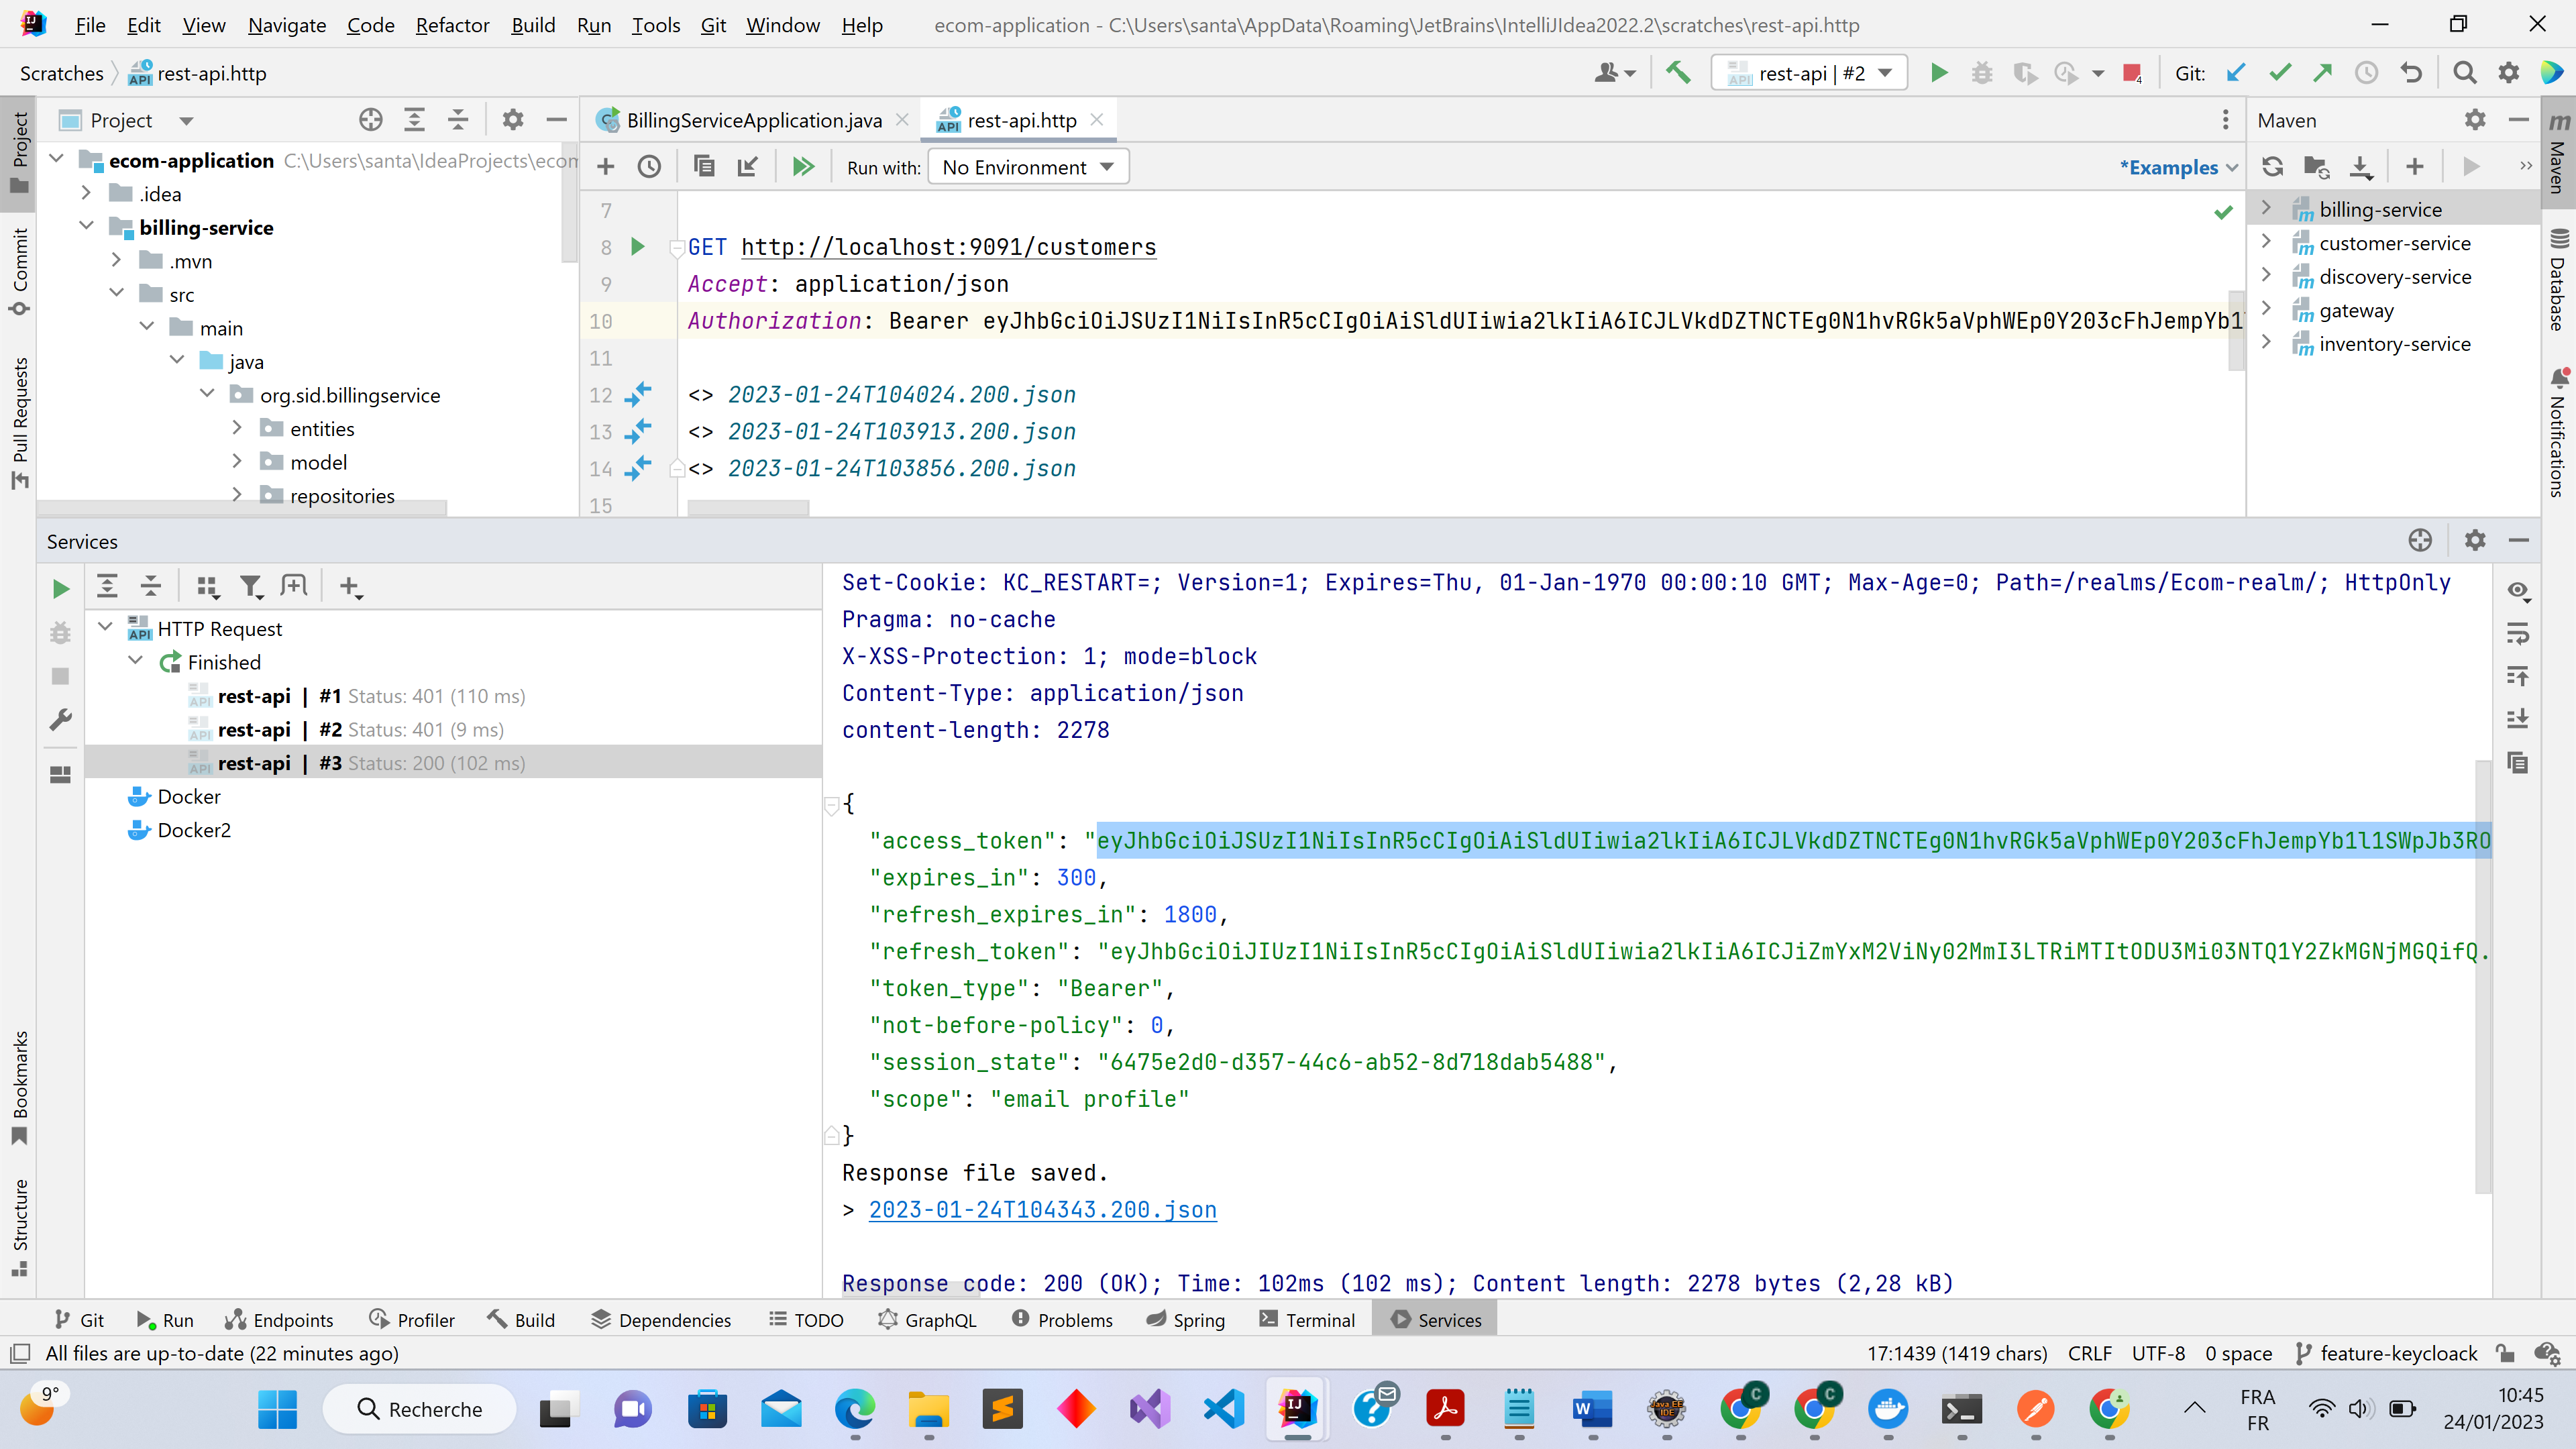 File Edit View Navigate Code Refactor Build Run Tools Git Window Help ecom-application - C:\Users\santa\AppData\Roaming\JetBrains\IntelliJIdea2022.2\scratches\rest-api.http
Scratches rest-api.http rest-api | #2 Git:
Project BillingServiceApplication.java rest-api.http Maven
Run with: No Environment *Examples
ecom-application C:\Users\santa\IdeaProjects\ecom
.idea
billing-service
.mvn
src
main
java
org.sid.billingservice
entities
model
repositories
7
8 GET http://localhost:9091/customers
9 Accept: application/json
10 Authorization: Bearer eyJhbGciOiJSUzI1NiIsInR5cCIgOiAiSldUIiwia2lkIiA6ICJLVkdDZTNCTEg0N1hvRGk5aVphWEp0Y203cFhJempYb1
11
12 <> 2023-01-24T104024.200.json
13 <> 2023-01-24T103913.200.json
14 <> 2023-01-24T103856.200.json
15
billing-service
customer-service
discovery-service
gateway
inventory-service
Project
Commit
Pull Requests
Bookmarks
Structure
Maven
Database
Notifications
Services
HTTP Request
Finished
rest-api | #1 Status: 401 (110 ms)
rest-api | #2 Status: 401 (9 ms)
rest-api | #3 Status: 200 (102 ms)
Docker
Docker2
Set-Cookie: KC_RESTART=; Version=1; Expires=Thu, 01-Jan-1970 00:00:10 GMT; Max-Age=0; Path=/realms/Ecom-realm/; HttpOnly
Pragma: no-cache
X-XSS-Protection: 1; mode=block
Content-Type: application/json
content-length: 2278
{
"access_token": "eyJhbGciOiJSUzI1NiIsInR5cCIgOiAiSldUIiwia2lkIiA6ICJLVkdDZTNCTEg0N1hvRGk5aVphWEp0Y203cFhJempYb1l1SWpJb3RO
"expires_in": 300,
"refresh_expires_in": 1800,
"refresh_token": "eyJhbGciOiJIUzI1NiIsInR5cCIgOiAiSldUIiwia2lkIiA6ICJiZmYxM2ViNy02MmI3LTRiMTItODU3Mi03NTQ1Y2ZkMGNjMGQifQ.
"token_type": "Bearer",
"not-before-policy": 0,
"session_state": "6475e2d0-d357-44c6-ab52-8d718dab5488",
"scope": "email profile"
}
Response file saved.
> 2023-01-24T104343.200.json
Response code: 200 (OK); Time: 102ms (102 ms); Content length: 2278 bytes (2,28 kB)
Git Run Endpoints Profiler Build Dependencies TODO GraphQL Problems Spring Terminal Services
All files are up-to-date (22 minutes ago) 17:1439 (1419 chars) CRLF UTF-8 0 space feature-keycloack
9° Recherche FRA 10:45
FR 24/01/2023